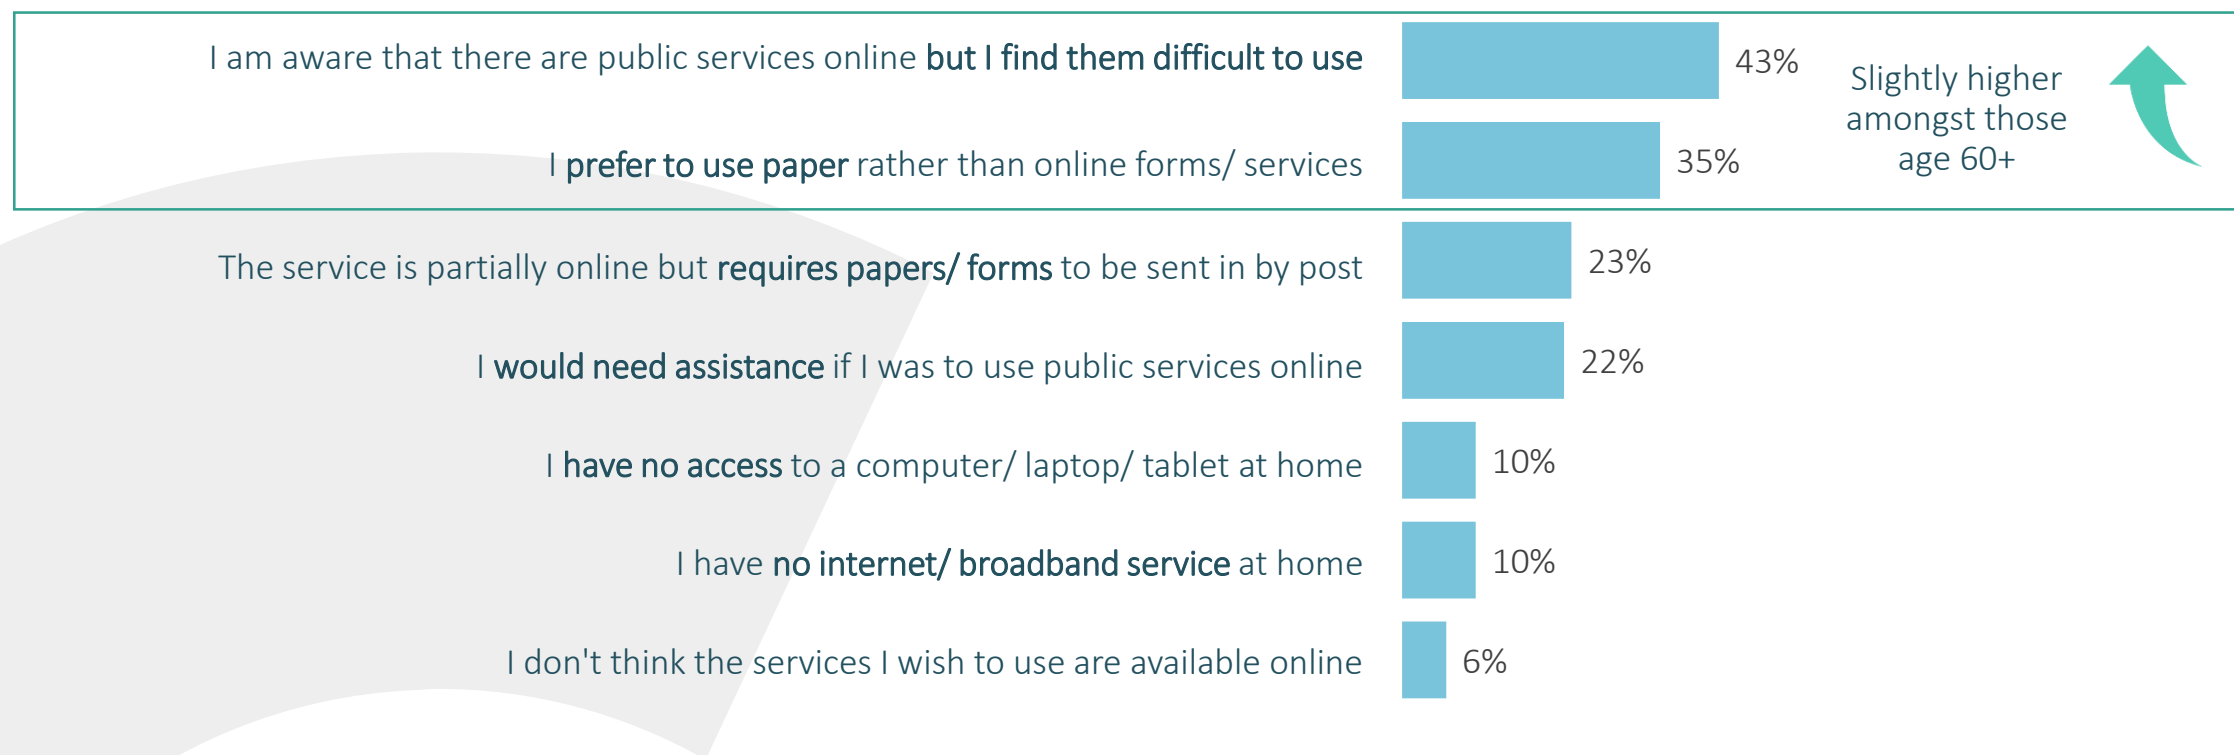 I am aware that there are public services online but I find them difficult to use
43%
I prefer to use paper rather than online forms/ services
35%
Slightly higher
amongst those
age 60+
The service is partially online but requires papers/ forms to be sent in by post
23%
I would need assistance if I was to use public services online
22%
I have no access to a computer/ laptop/ tablet at home
10%
I have no internet/ broadband service at home
10%
I don't think the services I wish to use are available online
6%